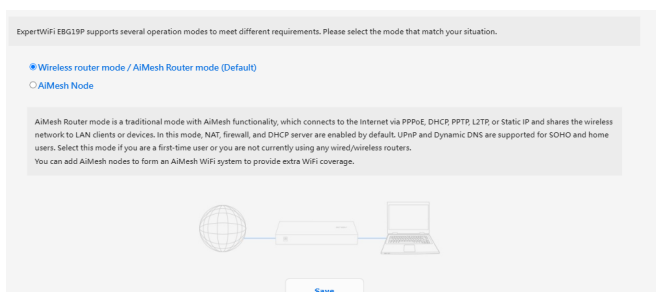 ExpertWiFi EBG19P supports several operation modes to meet different requirements. Please select the mode that match your situation.
Wireless router mode / AiMesh Router mode (Default)
AiMesh Node
AiMesh Router mode is a traditional mode with AiMesh functionality, which connects to the Internet via PPPoE, DHCP, PPTP, L2TP, or Static IP and shares the wireless
network to LAN clients or devices. In this mode, NAT, firewall, and DHCP server are enabled by default. UPnP and Dynamic DNS are supported for SOHO and home
users. Select this mode if you are a first-time user or you are not currently using any wired/wireless routers.
You can add AiMesh nodes to form an AiMesh WiFi system to provide extra WiFi coverage.
Save